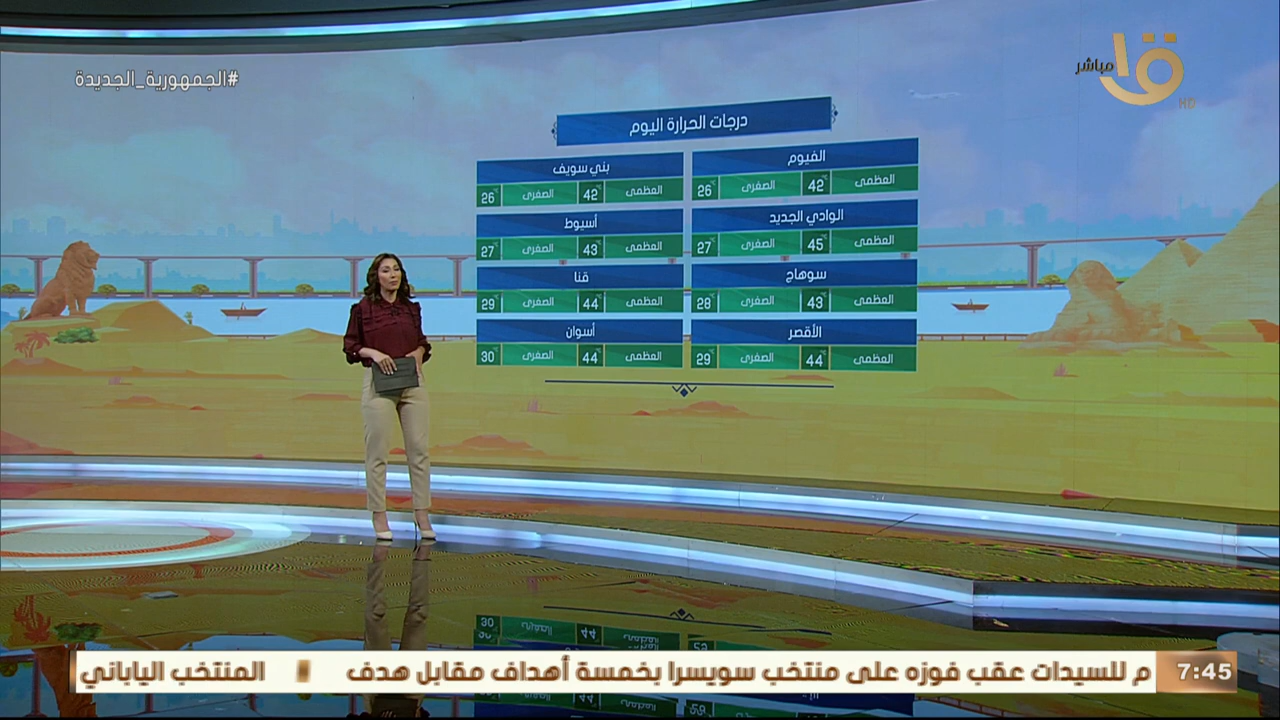 #الجمهورية_الجديدة
مباشر
HD
درجات الحرارة اليوم
الفيوم
العظمى 42°c الصغرى 26°c
بني سويف
العظمى 42°c الصغرى 26°c
الوادي الجديد
العظمى 45°c الصغرى 27°c
أسيوط
العظمى 43°c الصغرى 27°c
سوهاج
العظمى 43°c الصغرى 28°c
قنا
العظمى 44°c الصغرى 29°c
الأقصر
العظمى 44°c الصغرى 29°c
أسوان
العظمى 44°c الصغرى 30°c
7:45 م للسيدات عقب فوزه على منتخب سويسرا بخمسة أهداف مقابل هدف المنتخب الياباني